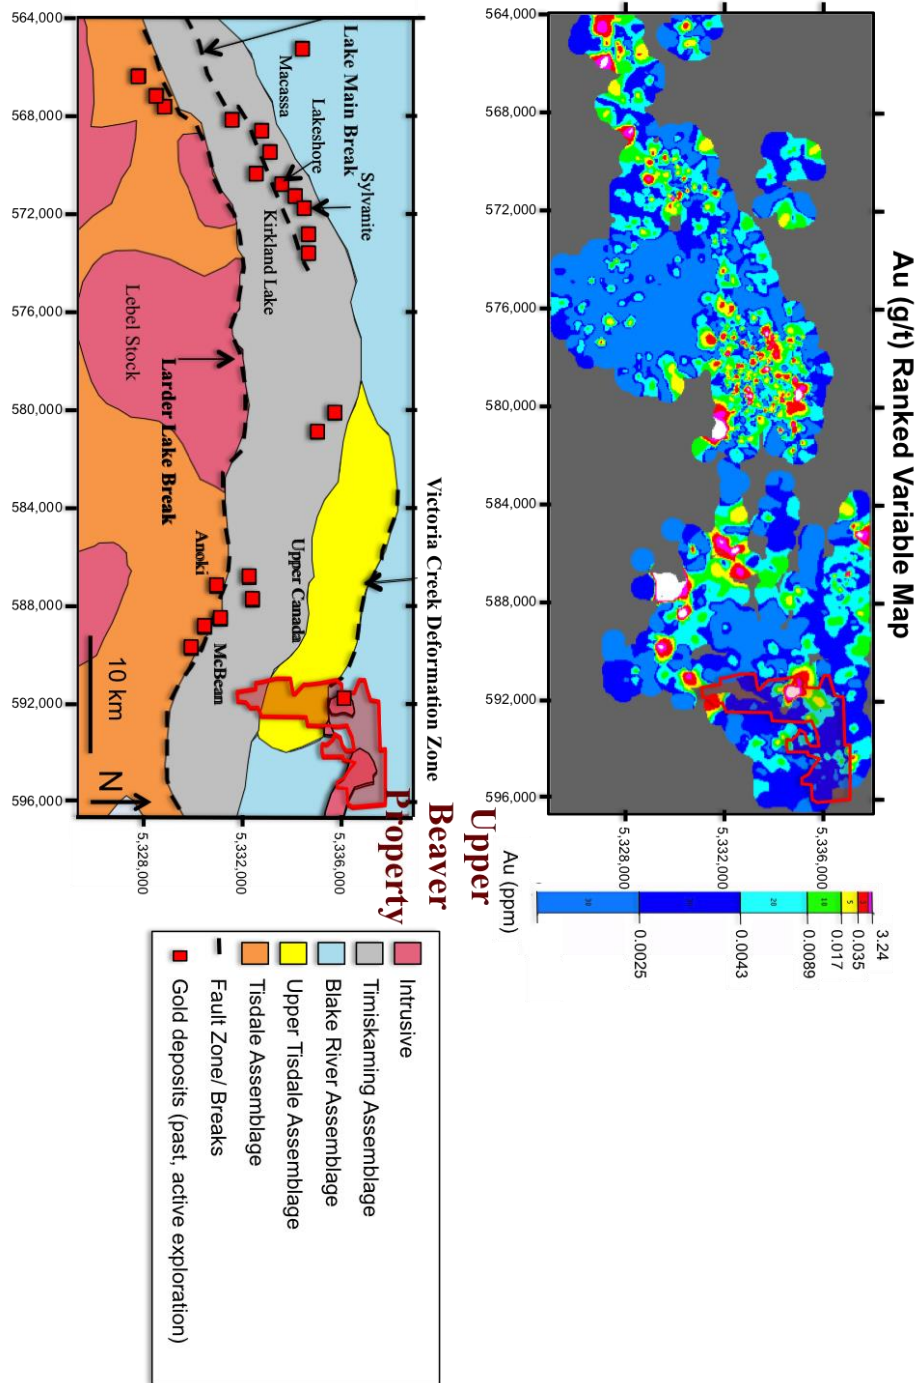 Au (g/t) Ranked Variable Map
5,336,000
5,332,000
5,328,000
564,000
568,000
572,000
576,000
580,000
584,000
588,000
592,000
596,000
3.24
0.035
0.017
0.0089
0.0043
0.0025
Au (ppm)
5
10
20
30
Victoria Creek Deformation Zone
Upper
Beaver
Property
Lake Main Break
Macassa
Lakeshore
Sylvanite
Kirkland Lake
Upper Canada
Larder Lake Break
Lebel Stock
Anoki
McBean
10 km
N
5,336,000
5,332,000
5,328,000
564,000
568,000
572,000
576,000
580,000
584,000
588,000
592,000
596,000
Intrusive
Timiskaming Assemblage
Blake River Assemblage
Upper Tisdale Assemblage
Tisdale Assemblage
Fault Zone/ Breaks
Gold deposits (past, active exploration)